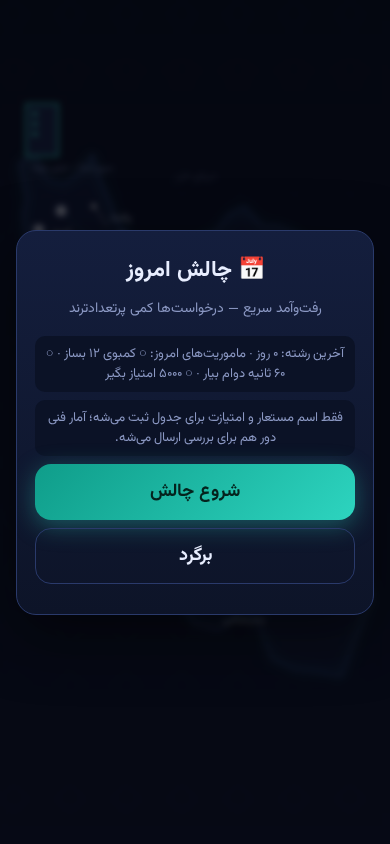 📅 چالش امروز
رفت‌وآمد سریع — درخواست‌ها کمی پرتعدادترند
آخرین رشته: ۰ روز · ماموریت‌های امروز: ○ کمبوی ۱۲ بساز · ○
۶۰ ثانیه دوام بیار · ○ ۵۰۰۰ امتیاز بگیر
فقط اسم مستعار و امتیازت برای جدول ثبت می‌شه؛ آمار فنی
دور هم برای بررسی ارسال می‌شه.
شروع چالش
برگرد